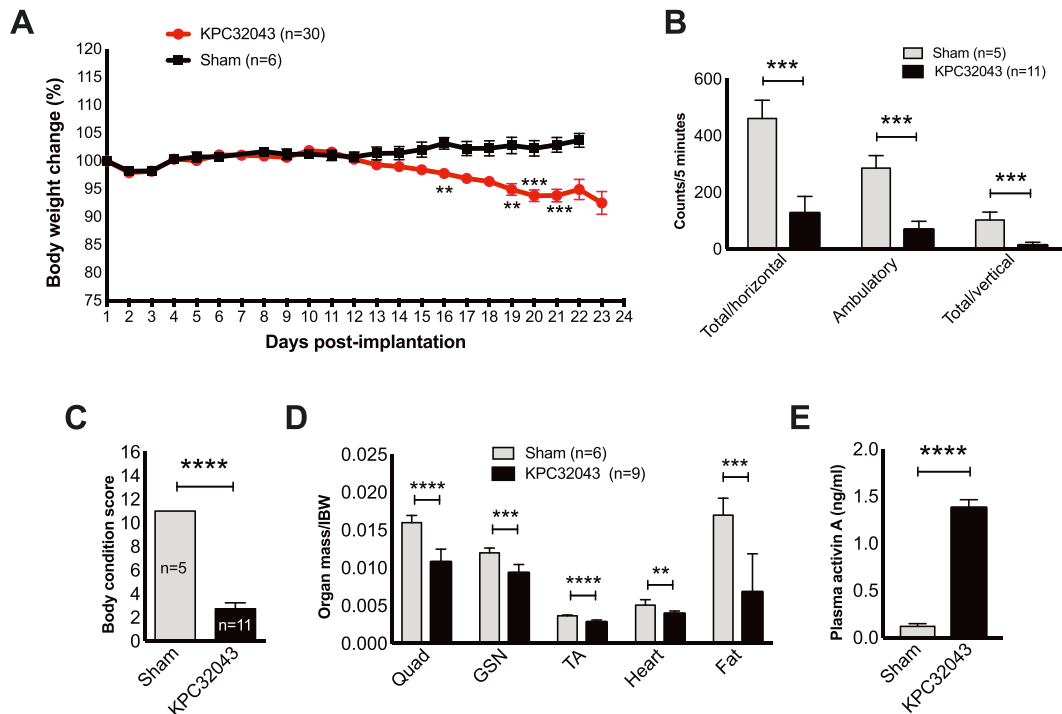 A
KPC32043 (n=30)
Sham (n=6)
Body weight change (%)
120
115
110
105
100
95
90
85
80
75
1 2 3 4 5 6 7 8 9 10 11 12 13 14 15 16 17 18 19 20 21 22 23 24
**
**
***
***
Days post-implantation
B
Sham (n=5)
KPC32043 (n=11)
Counts/5 minutes
600
400
200
0
***
***
***
Total/horizontal
Ambulatory
Total/vertical
C
Body condition score
16
14
12
10
8
6
4
2
0
****
n=5
n=11
Sham
KPC32043
D
Sham (n=6)
KPC32043 (n=9)
Organ mass/IBW
0.025
0.020
0.015
0.010
0.005
0.000
****
***
****
**
***
Quad
GSN
TA
Heart
Fat
E
Plasma activin A (ng/ml)
2.0
1.5
1.0
0.5
0.0
****
Sham
KPC32043